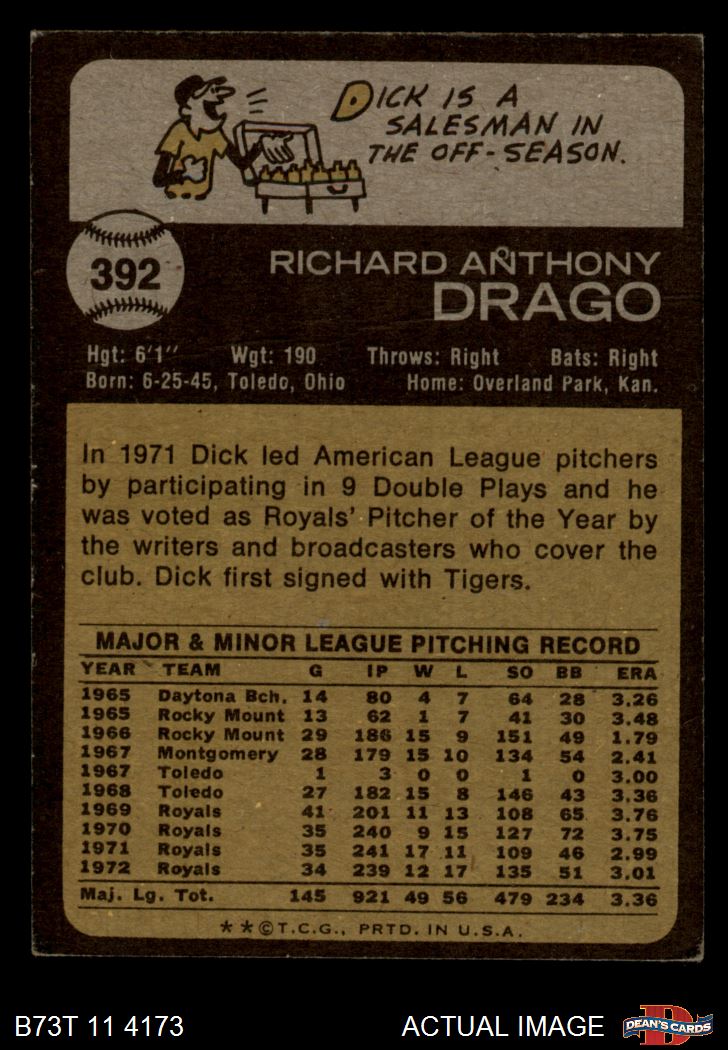 DICK IS A
SALESMAN IN
THE OFF-SEASON.
392
RICHARD ANTHONY
DRAGO
Hgt: 6'1" Wgt: 190 Throws: Right Bats: Right
Born: 6-25-45, Toledo, Ohio Home: Overland Park, Kan.
In 1971 Dick led American League pitchers
by participating in 9 Double Plays and he
was voted as Royals' Pitcher of the Year by
the writers and broadcasters who cover the
club. Dick first signed with Tigers.
MAJOR & MINOR LEAGUE PITCHING RECORD
YEAR TEAM G IP W L SO BB ERA
1965 Daytona Bch. 14 80 4 7 64 28 3.26
1965 Rocky Mount 13 62 1 7 41 30 3.48
1966 Rocky Mount 29 186 15 9 151 49 1.79
1967 Montgomery 28 179 15 10 134 54 2.41
1967 Toledo 1 3 0 0 1 0 3.00
1968 Toledo 27 182 15 8 146 43 3.36
1969 Royals 41 201 11 13 108 65 3.76
1970 Royals 35 240 9 15 127 72 3.75
1971 Royals 35 241 17 11 109 46 2.99
1972 Royals 34 239 12 17 135 51 3.01
Maj. Lg. Tot. 145 921 49 56 479 234 3.36
**©T.C.G., PRTD. IN U.S.A.
B73T 11 4173 ACTUAL IMAGE
D
DEAN'S CARDS